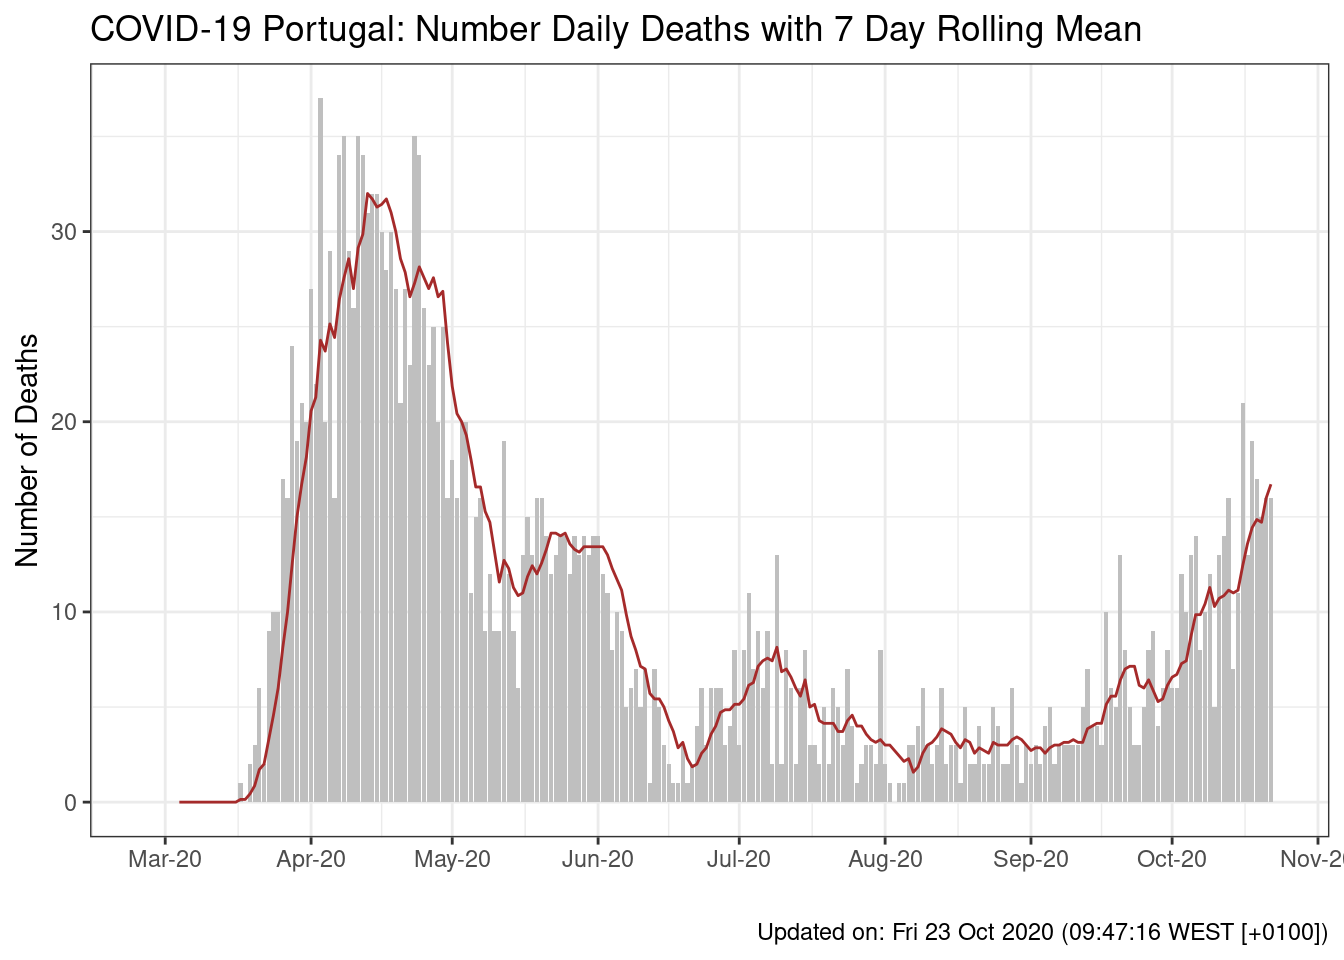 COVID-19 Portugal: Number Daily Deaths with 7 Day Rolling Mean
Number of Deaths
30
20
10
0
Mar-20 Apr-20 May-20 Jun-20 Jul-20 Aug-20 Sep-20 Oct-20 Nov-2
Updated on: Fri 23 Oct 2020 (09:47:16 WEST [+0100])